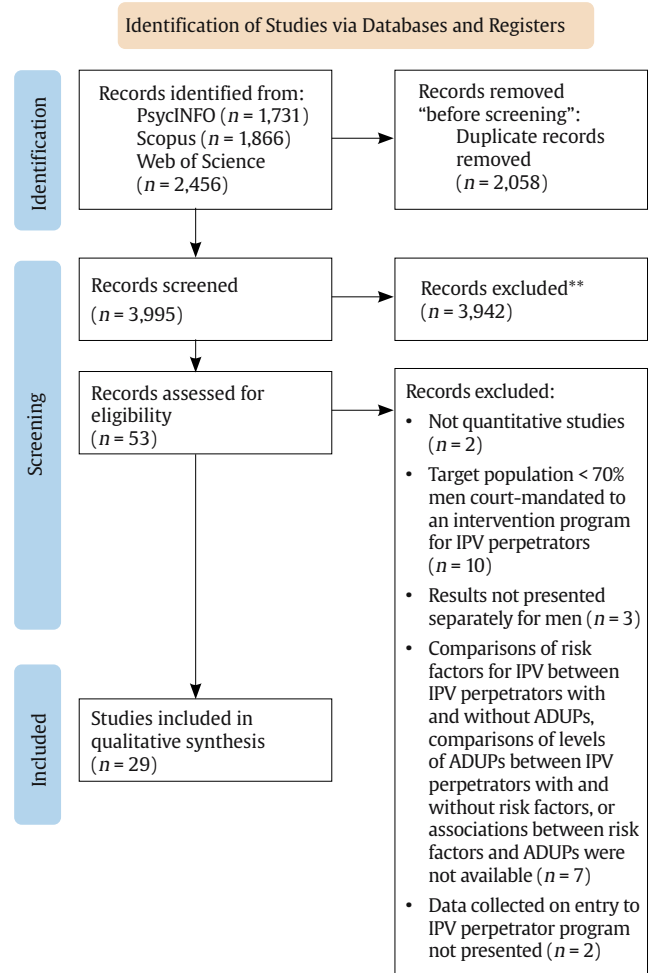 Identification of Studies via Databases and Registers
Identification
Records identified from:
PsycINFO (n = 1,731)
Scopus (n = 1,866)
Web of Science
(n = 2,456)
Records removed
“before screening”:
Duplicate records
removed
(n = 2,058)
Screening
Records screened
(n = 3,995)
Records excluded**
(n = 3,942)
Records assessed for
eligibility
(n = 53)
Records excluded:
• Not quantitative studies
(n = 2)
• Target population < 70%
men court-mandated to
an intervention program
for IPV perpetrators
(n = 10)
• Results not presented
separately for men (n = 3)
• Comparisons of risk
factors for IPV between
IPV perpetrators with
and without ADUPs,
comparisons of levels
of ADUPs between IPV
perpetrators with and
without risk factors, or
associations between risk
factors and ADUPs were
not available (n = 7)
• Data collected on entry to
IPV perpetrator program
not presented (n = 2)
Included
Studies included in
qualitative synthesis
(n = 29)